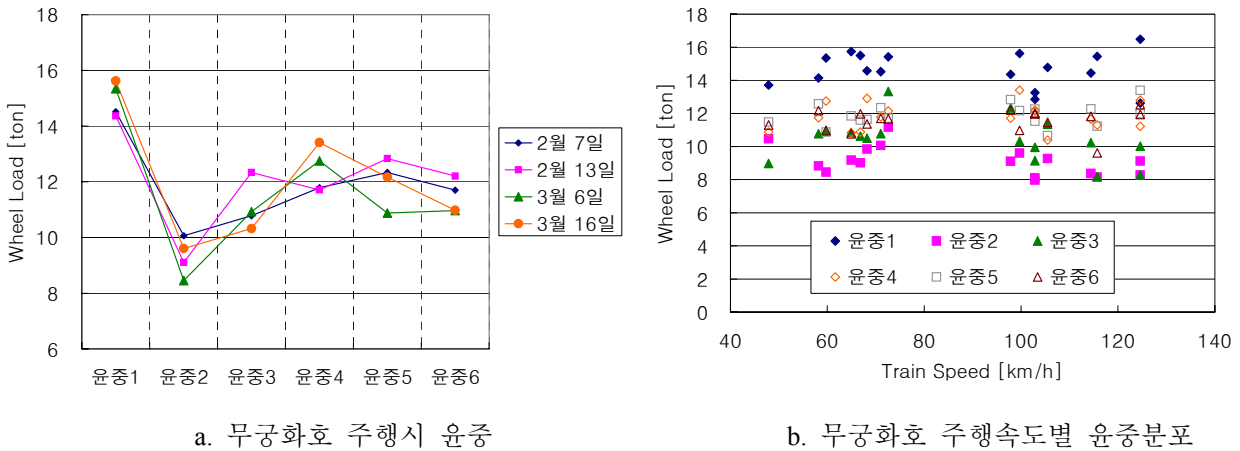 Wheel Load [ton]
18
16
14
12
10
8
6
윤중1 윤중2 윤중3 윤중4 윤중5 윤중6
2월 7일
2월 13일
3월 6일
3월 16일
a. 무궁화호 주행시 윤중
Wheel Load [ton]
18
16
14
12
10
8
6
4
2
0
윤중1 윤중2 윤중3
윤중4 윤중5 윤중6
40 60 80 100 120 140
Train Speed [km/h]
b. 무궁화호 주행속도별 윤중분포